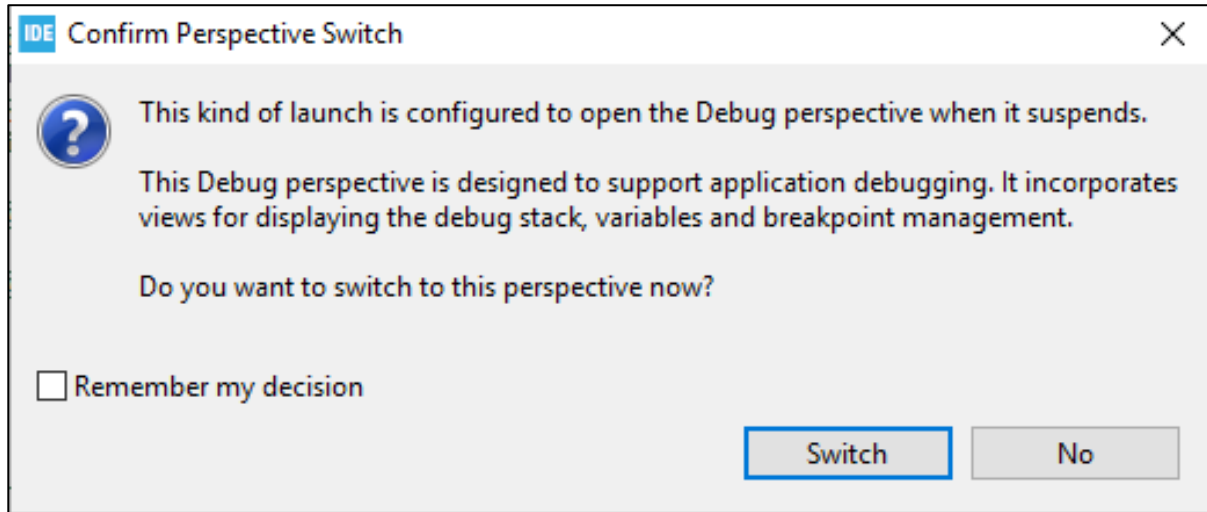 IDE Confirm Perspective Switch
This kind of launch is configured to open the Debug perspective when it suspends.
This Debug perspective is designed to support application debugging. It incorporates
views for displaying the debug stack, variables and breakpoint management.
Do you want to switch to this perspective now?
Remember my decision
Switch No